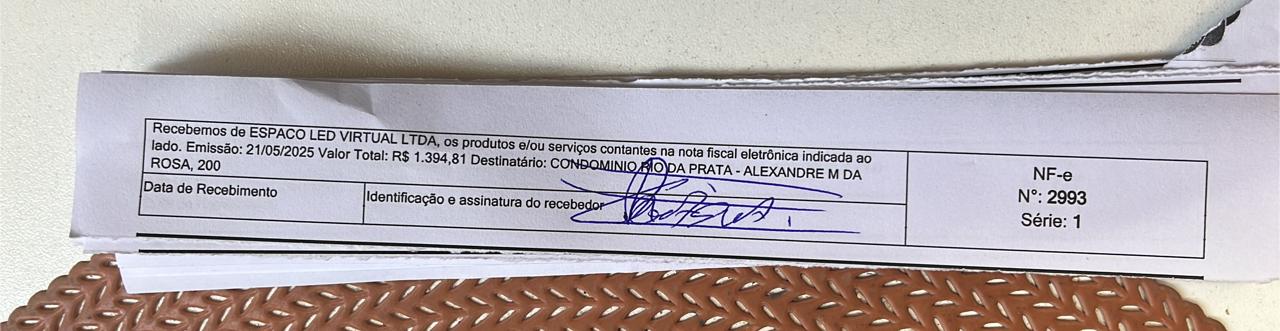 Recebemos de ESPACO LED VIRTUAL LTDA, os produtos e/ou serviços contantes na nota fiscal eletrônica indicada ao
lado. Emissão: 21/05/2025 Valor Total: R$ 1.394,81 Destinatário: CONDOMINIO RIO DA PRATA - ALEXANDRE M DA
ROSA, 200
Data de Recebimento
Identificação e assinatura do recebedor
NF-e
N°: 2993
Série: 1